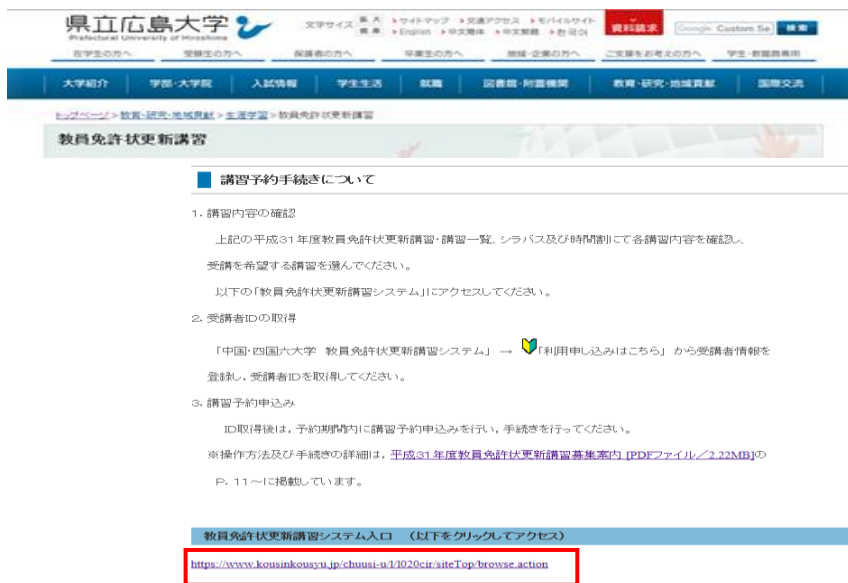 県立広島大学
Prefectural University of Hiroshima
文字サイズ 拡大 標準 ▸サイトマップ ▸交通アクセス ▸モバイルサイト
▸English ▸中文簡体 ▸中文繁體 ▸한국어
資料請求
Google Custom Se 検索
在学生の方へ 受験生の方へ 保護者の方へ 卒業生の方へ 地域・企業の方へ ご支援をお考えの方へ 学生・教職員専用
大学紹介 学部・大学院 入試情報 学生生活 就職 図書館・附置機関 教育・研究・地域貢献 国際交流
トップページ > 教育・研究・地域貢献 > 生涯学習 > 教員免許状更新講習
教員免許状更新講習
講習予約手続きについて
1. 講習内容の確認
上記の平成31年度教員免許状更新講習・講習一覧、シラバス及び時間割にて各講習内容を確認し、
受講を希望する講習を選んでください。
以下の「教員免許状更新講習システム」にアクセスしてください。
2. 受講者IDの取得
「中国・四国六大学 教員免許状更新講習システム」 → 「利用申し込みはこちら」 から受講者情報を
登録し, 受講者IDを取得してください。
3. 講習予約申込み
ID取得後は, 予約期間内に講習予約申込みを行い, 手続きを行ってください。
※操作方法及び手続きの詳細は, 平成31年度教員免許状更新講習募集案内 [PDFファイル／2.22MB]の
P. 11～に掲載しています。
教員免許状更新講習システム入口 （以下をクリックしてアクセス）
https://www.kousinkousyu.jp/chuusi-u/l/l020cir/siteTop/browse.action